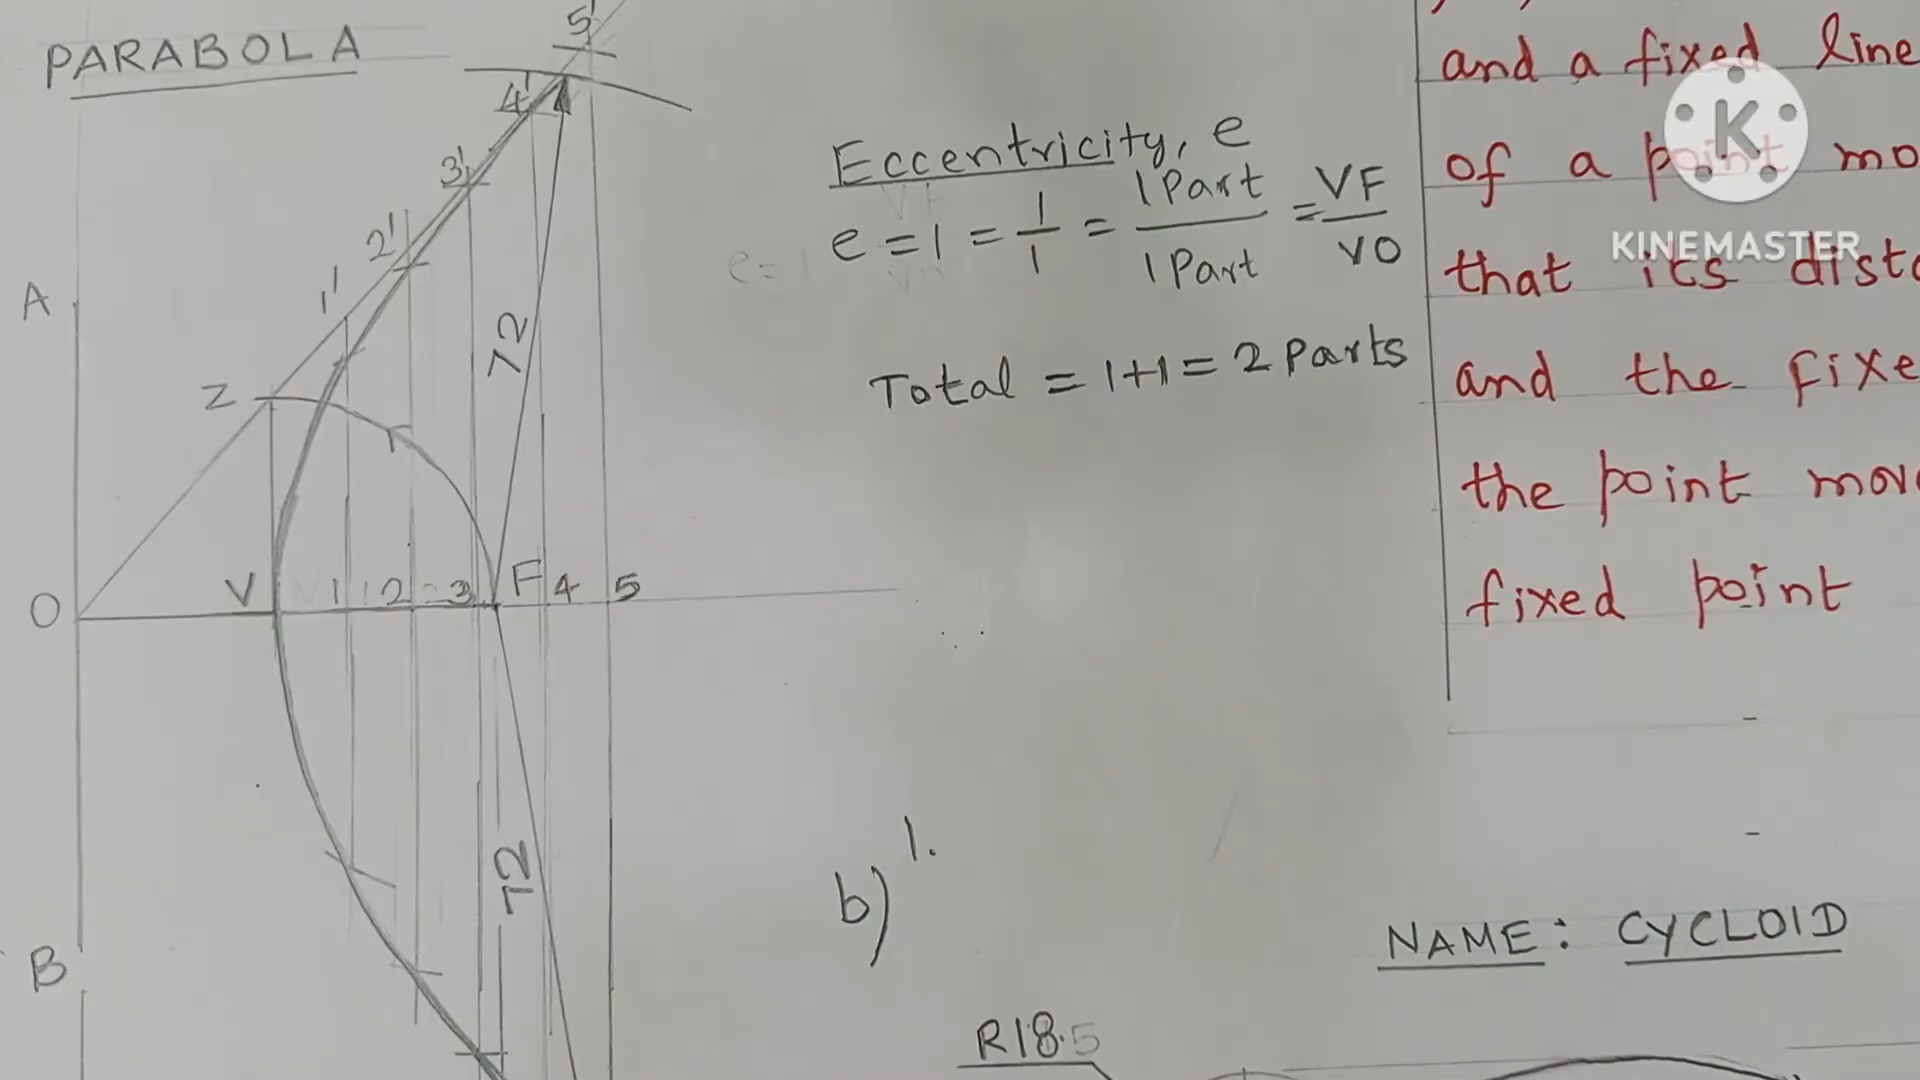 PARABOLA
5'
4'
3'
2'
1'
A
Z
72
O V 1 2 3 F 4 5
72
B
Eccentricity, e
e = 1 = 1/1 = 1 Part/1 Part = VF/VO
Total = 1+1 = 2 Parts
and a fixed line
of a point mo
that its dist
and the fixe
the point mov
fixed point
K
KINEMASTER
b) 1.
NAME: CYCLOID
R18.5